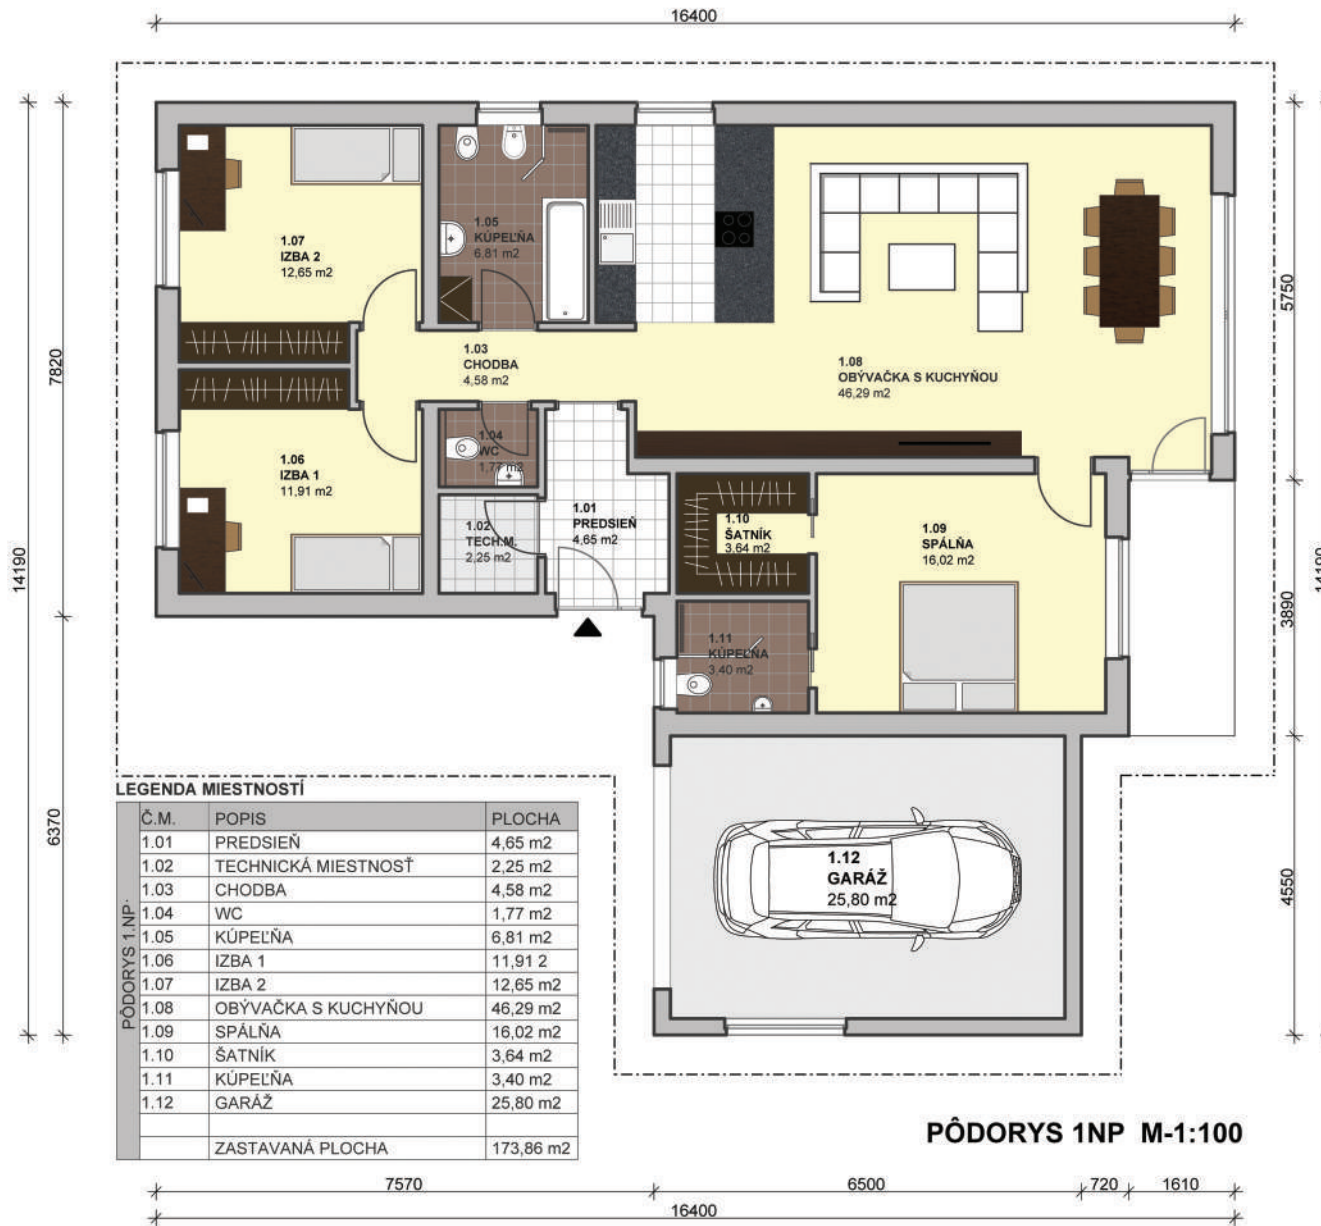 16400
1.07
IZBA 2
12,65 m2
1.05
KÚPEĽŇA
6,81 m2
1.03
CHODBA
4,58 m2
1.08
OBÝVAČKA S KUCHYŇOU
46,29 m2
1.04
WC
1,77 m2
1.06
IZBA 1
11,91 m2
1.02
TECH.M.
2,25 m2
1.01
PREDSIEŇ
4,65 m2
1.10
ŠATNÍK
3,64 m2
1.09
SPÁLŇA
16,02 m2
1.11
KÚPEĽŇA
3,40 m2
1.12
GARÁŽ
25,80 m2
14190
7820
6370
5750
3890
4550
14190
LEGENDA MIESTNOSTÍ
PÔDORYS 1.NP.
Č.M. POPIS PLOCHA
1.01 PREDSIEŇ 4,65 m2
1.02 TECHNICKÁ MIESTNOSŤ 2,25 m2
1.03 CHODBA 4,58 m2
1.04 WC 1,77 m2
1.05 KÚPEĽŇA 6,81 m2
1.06 IZBA 1 11,91 2
1.07 IZBA 2 12,65 m2
1.08 OBÝVAČKA S KUCHYŇOU 46,29 m2
1.09 SPÁLŇA 16,02 m2
1.10 ŠATNÍK 3,64 m2
1.11 KÚPEĽŇA 3,40 m2
1.12 GARÁŽ 25,80 m2
ZASTAVANÁ PLOCHA 173,86 m2
PÔDORYS 1NP M-1:100
7570 6500 720 1610
16400